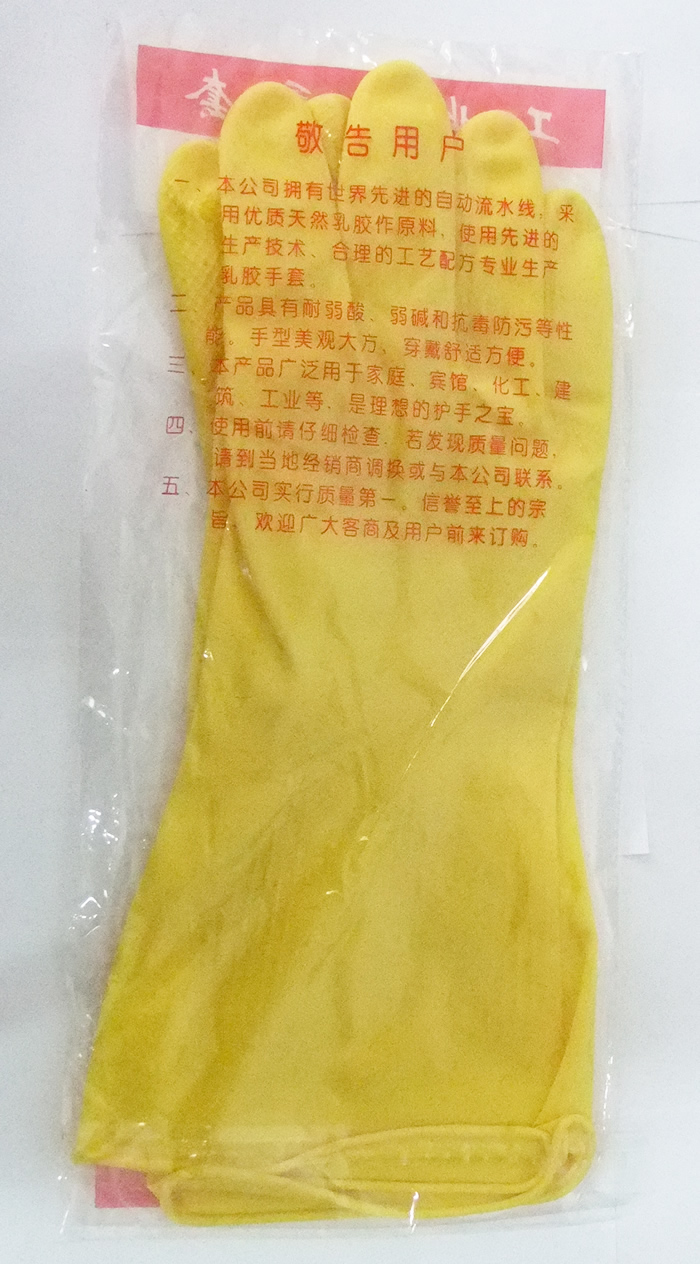 工业手套
敬告用户
一、本公司拥有世界先进的自动流水线，采
用优质天然乳胶作原料、使用先进的
生产技术、合理的工艺配方专业生产
乳胶手套。
二、产品具有耐弱酸、弱碱和抗毒防污等性
能。手型美观大方，穿戴舒适方便。
三、本产品广泛用于家庭、宾馆、化工、建
筑、工业等，是理想的护手之宝。
四、使用前请仔细检查，若发现质量问题，
请到当地经销商调换或与本公司联系。
五、本公司实行质量第一。信誉至上的宗
旨，欢迎广大客商及用户前来订购。